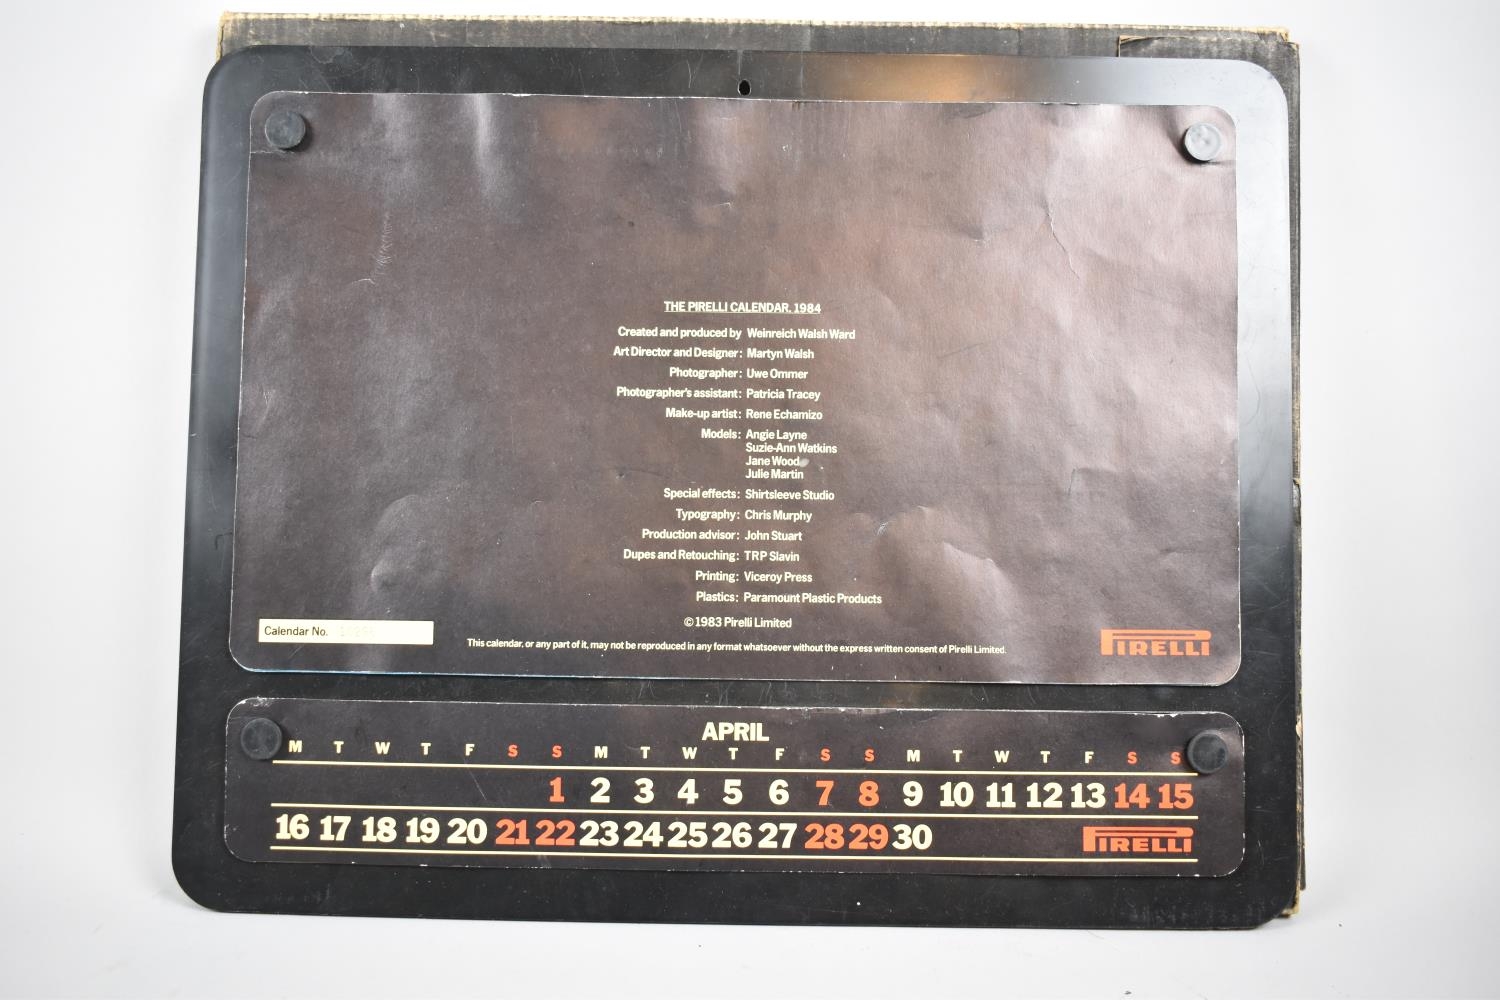 THE PIRELLI CALENDAR, 1984
Created and produced by Weinreich Walsh Ward
Art Director and Designer: Martyn Walsh
Photographer: Uwe Ommer
Photographer's assistant: Patricia Tracey
Make-up artist: Rene Echamizo
Models: Angie Layne
Suzie-Ann Watkins
Jane Wood
Julie Martin
Special effects: Shirtsleeve Studio
Typography: Chris Murphy
Production advisor: John Stuart
Dupes and Retouching: TRP Slavin
Printing: Viceroy Press
Plastics: Paramount Plastic Products
© 1983 Pirelli Limited
Calendar No.
This calendar, or any part of it, may not be reproduced in any format whatsoever without the express written consent of Pirelli Limited.
PIRELLI
APRIL
M T W T F S S M T W T F S S M T W T F S S
1 2 3 4 5 6 7 8 9 10 11 12 13 14 15
16 17 18 19 20 21 22 23 24 25 26 27 28 29 30
PIRELLI